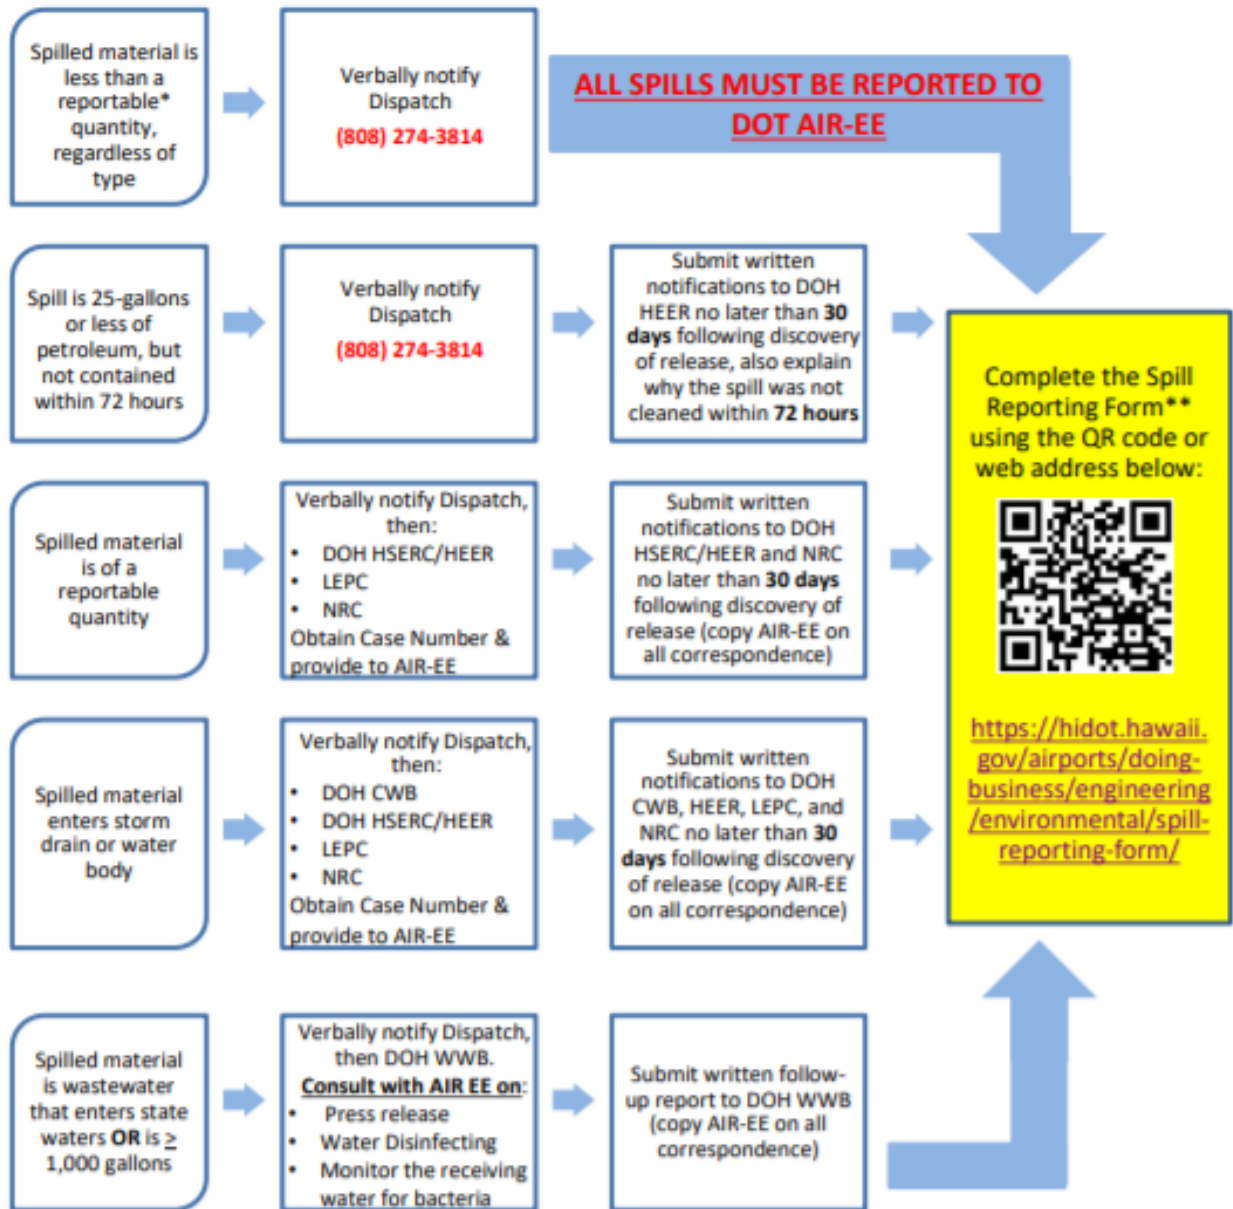 Spilled material is
less than a
reportable*
quantity,
regardless of
type
Verbally notify
Dispatch
(808) 274-3814
ALL SPILLS MUST BE REPORTED TO
DOT AIR-EE
Spill is 25-gallons
or less of
petroleum, but
not contained
within 72 hours
Verbally notify
Dispatch
(808) 274-3814
Submit written
notifications to DOH
HEER no later than 30
days following discovery
of release, also explain
why the spill was not
cleaned within 72 hours
Spilled material
is of a
reportable
quantity
Verbally notify Dispatch,
then:
• DOH HSERC/HEER
• LEPC
• NRC
Obtain Case Number &
provide to AIR-EE
Submit written
notifications to DOH
HSERC/HEER and NRC
no later than 30 days
following discovery of
release (copy AIR-EE on
all correspondence)
Spilled material
enters storm
drain or water
body
Verbally notify Dispatch,
then:
• DOH CWB
• DOH HSERC/HEER
• LEPC
• NRC
Obtain Case Number &
provide to AIR-EE
Submit written
notifications to DOH
CWB, HEER, LEPC, and
NRC no later than 30
days following discovery
of release (copy AIR-EE
on all correspondence)
Spilled material
is wastewater
that enters state
waters OR is ≥
1,000 gallons
Verbally notify Dispatch,
then DOH WWB.
Consult with AIR EE on:
• Press release
• Water Disinfecting
• Monitor the receiving
water for bacteria
Submit written follow-
up report to DOH WWB
(copy AIR-EE on all
correspondence)
Complete the Spill
Reporting Form**
using the QR code or
web address below:
https://hidot.hawaii.
gov/airports/doing-
business/engineering
/environmental/spill-
reporting-form/